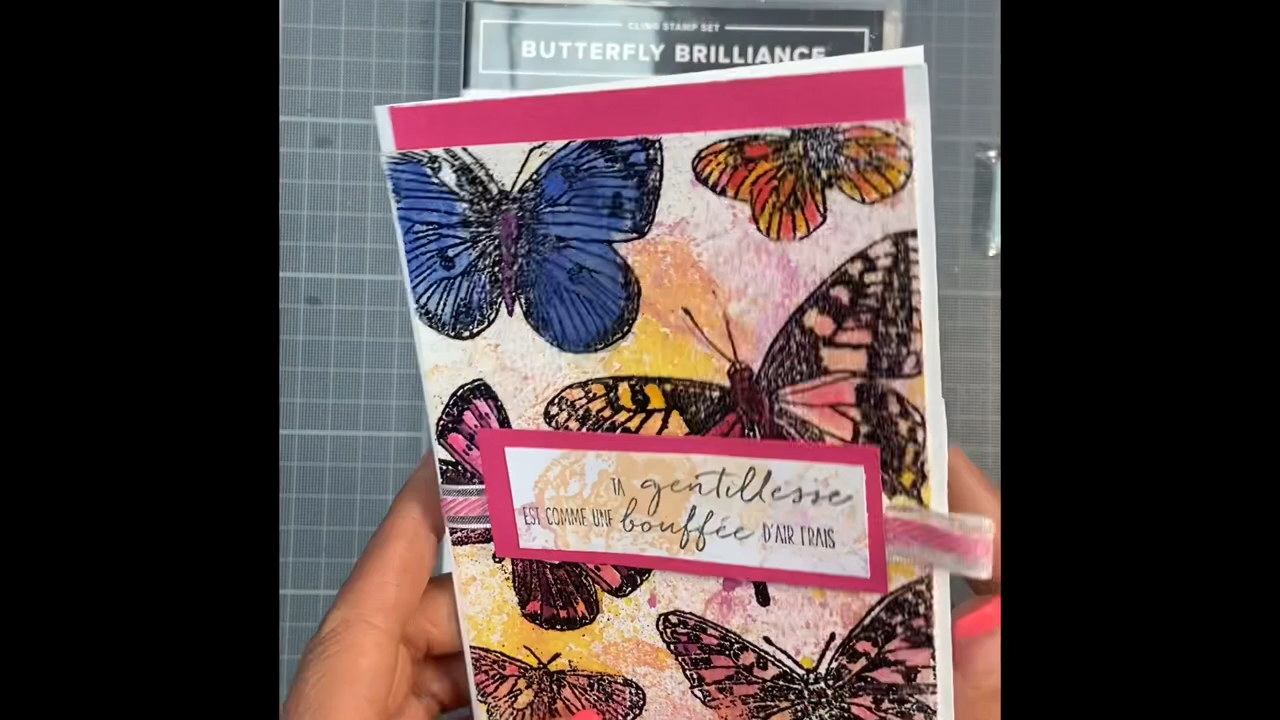 CLING STAMP SET
BUTTERFLY BRILLIANCE
TA gentillesse
EST COMME UNE bouffée D'AIR FRAIS